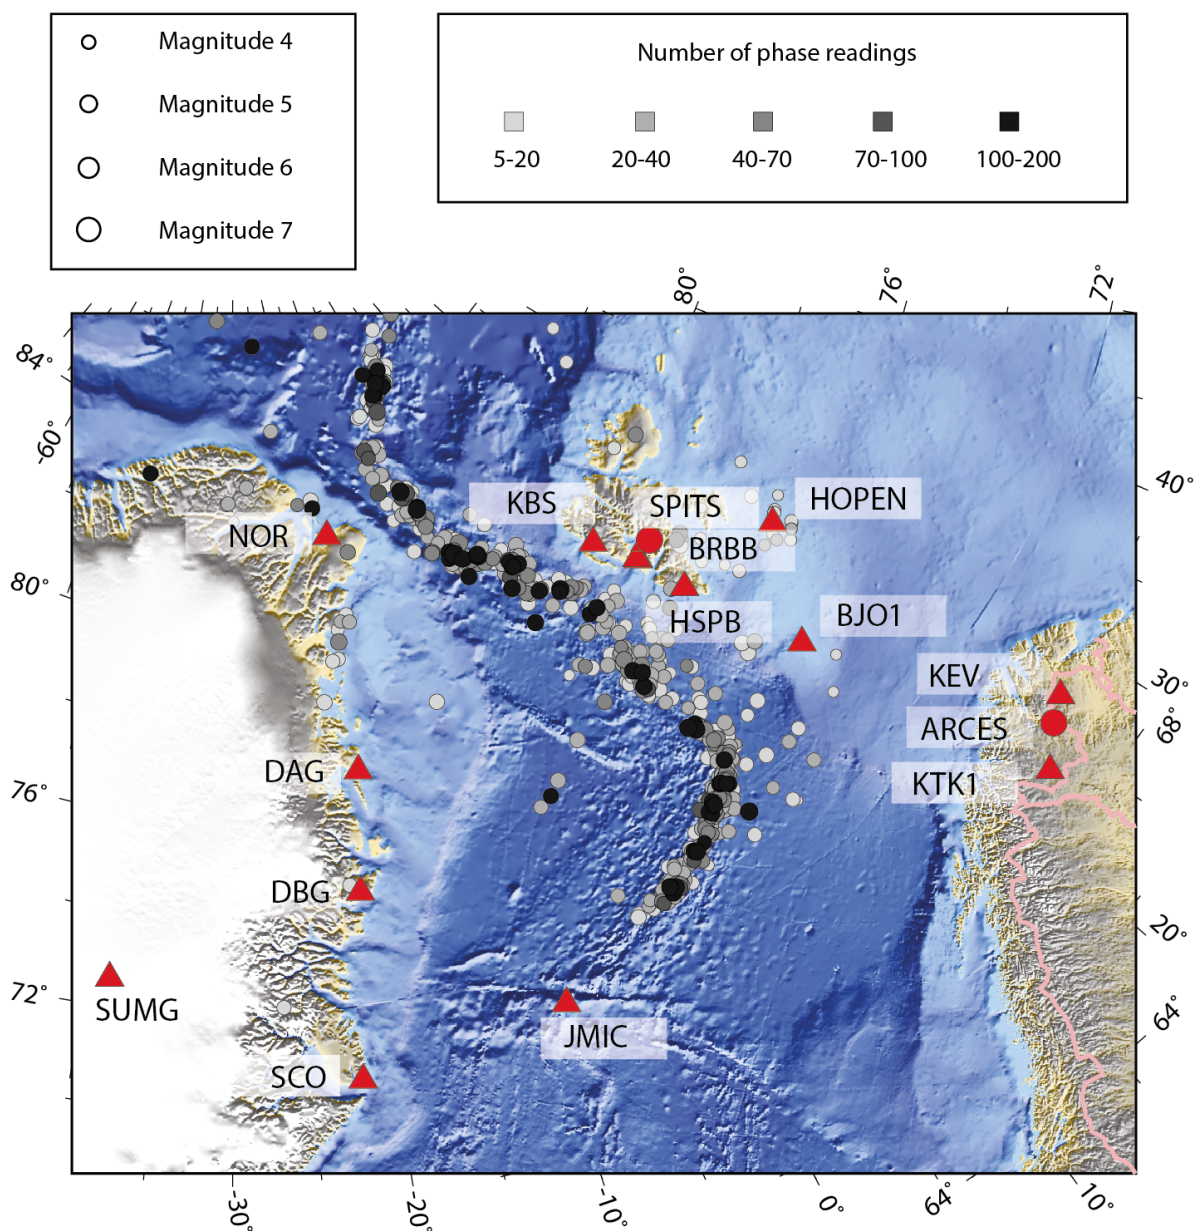 Magnitude 4
Magnitude 5
Magnitude 6
Magnitude 7
Number of phase readings
5-20 20-40 40-70 70-100 100-200
80° 76° 72°
84°
-60°
80°
76°
72°
40°
30°
68°
20°
64°
-30° -20° -10° 0° 64° 10°
KBS
SPITS
HOPEN
NOR
BRBB
HSPB
BJO1
KEV
ARCES
KTK1
DAG
DBG
SUMG
JMIC
SCO